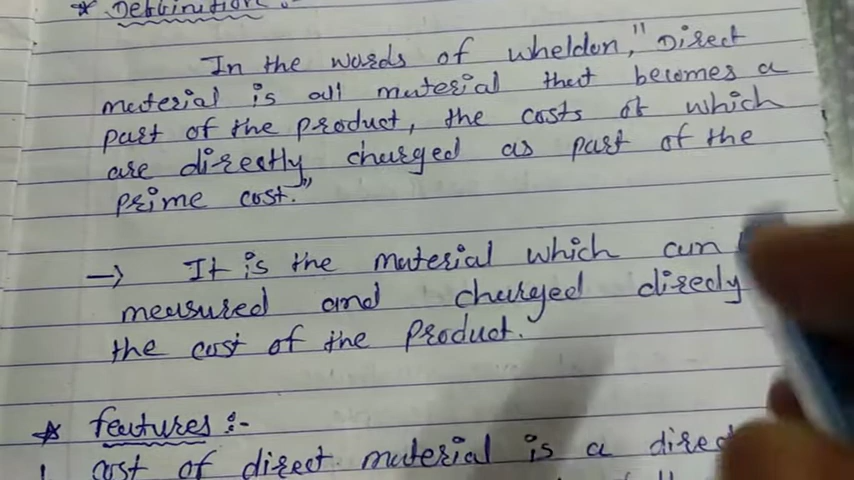 * Definition :-
In the words of wheldon, "Direct
material is all material that becomes a
part of the product, the costs of which
are directly charged as part of the
prime cost."
→ It is the material which can
measured and charged direcly
the cost of the product.
* features :-
1 cost of direct material is a direct